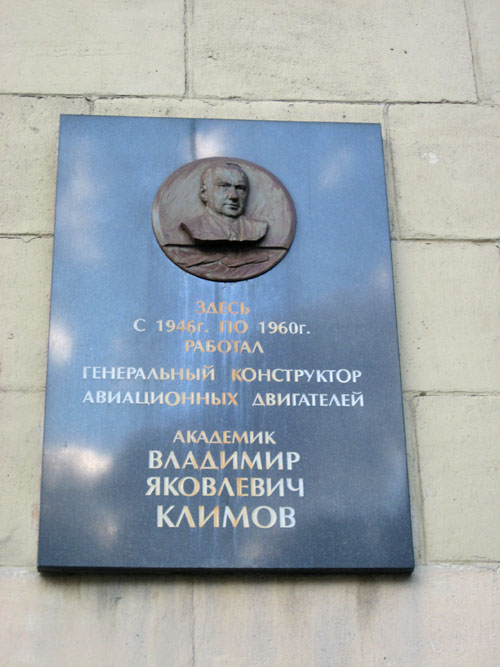 ЗДЕСЬ
С 1946г. ПО 1960г.
РАБОТАЛ
ГЕНЕРАЛЬНЫЙ КОНСТРУКТОР
АВИАЦИОННЫХ ДВИГАТЕЛЕЙ
АКАДЕМИК
ВЛАДИМИР
ЯКОВЛЕВИЧ
КЛИМОВ